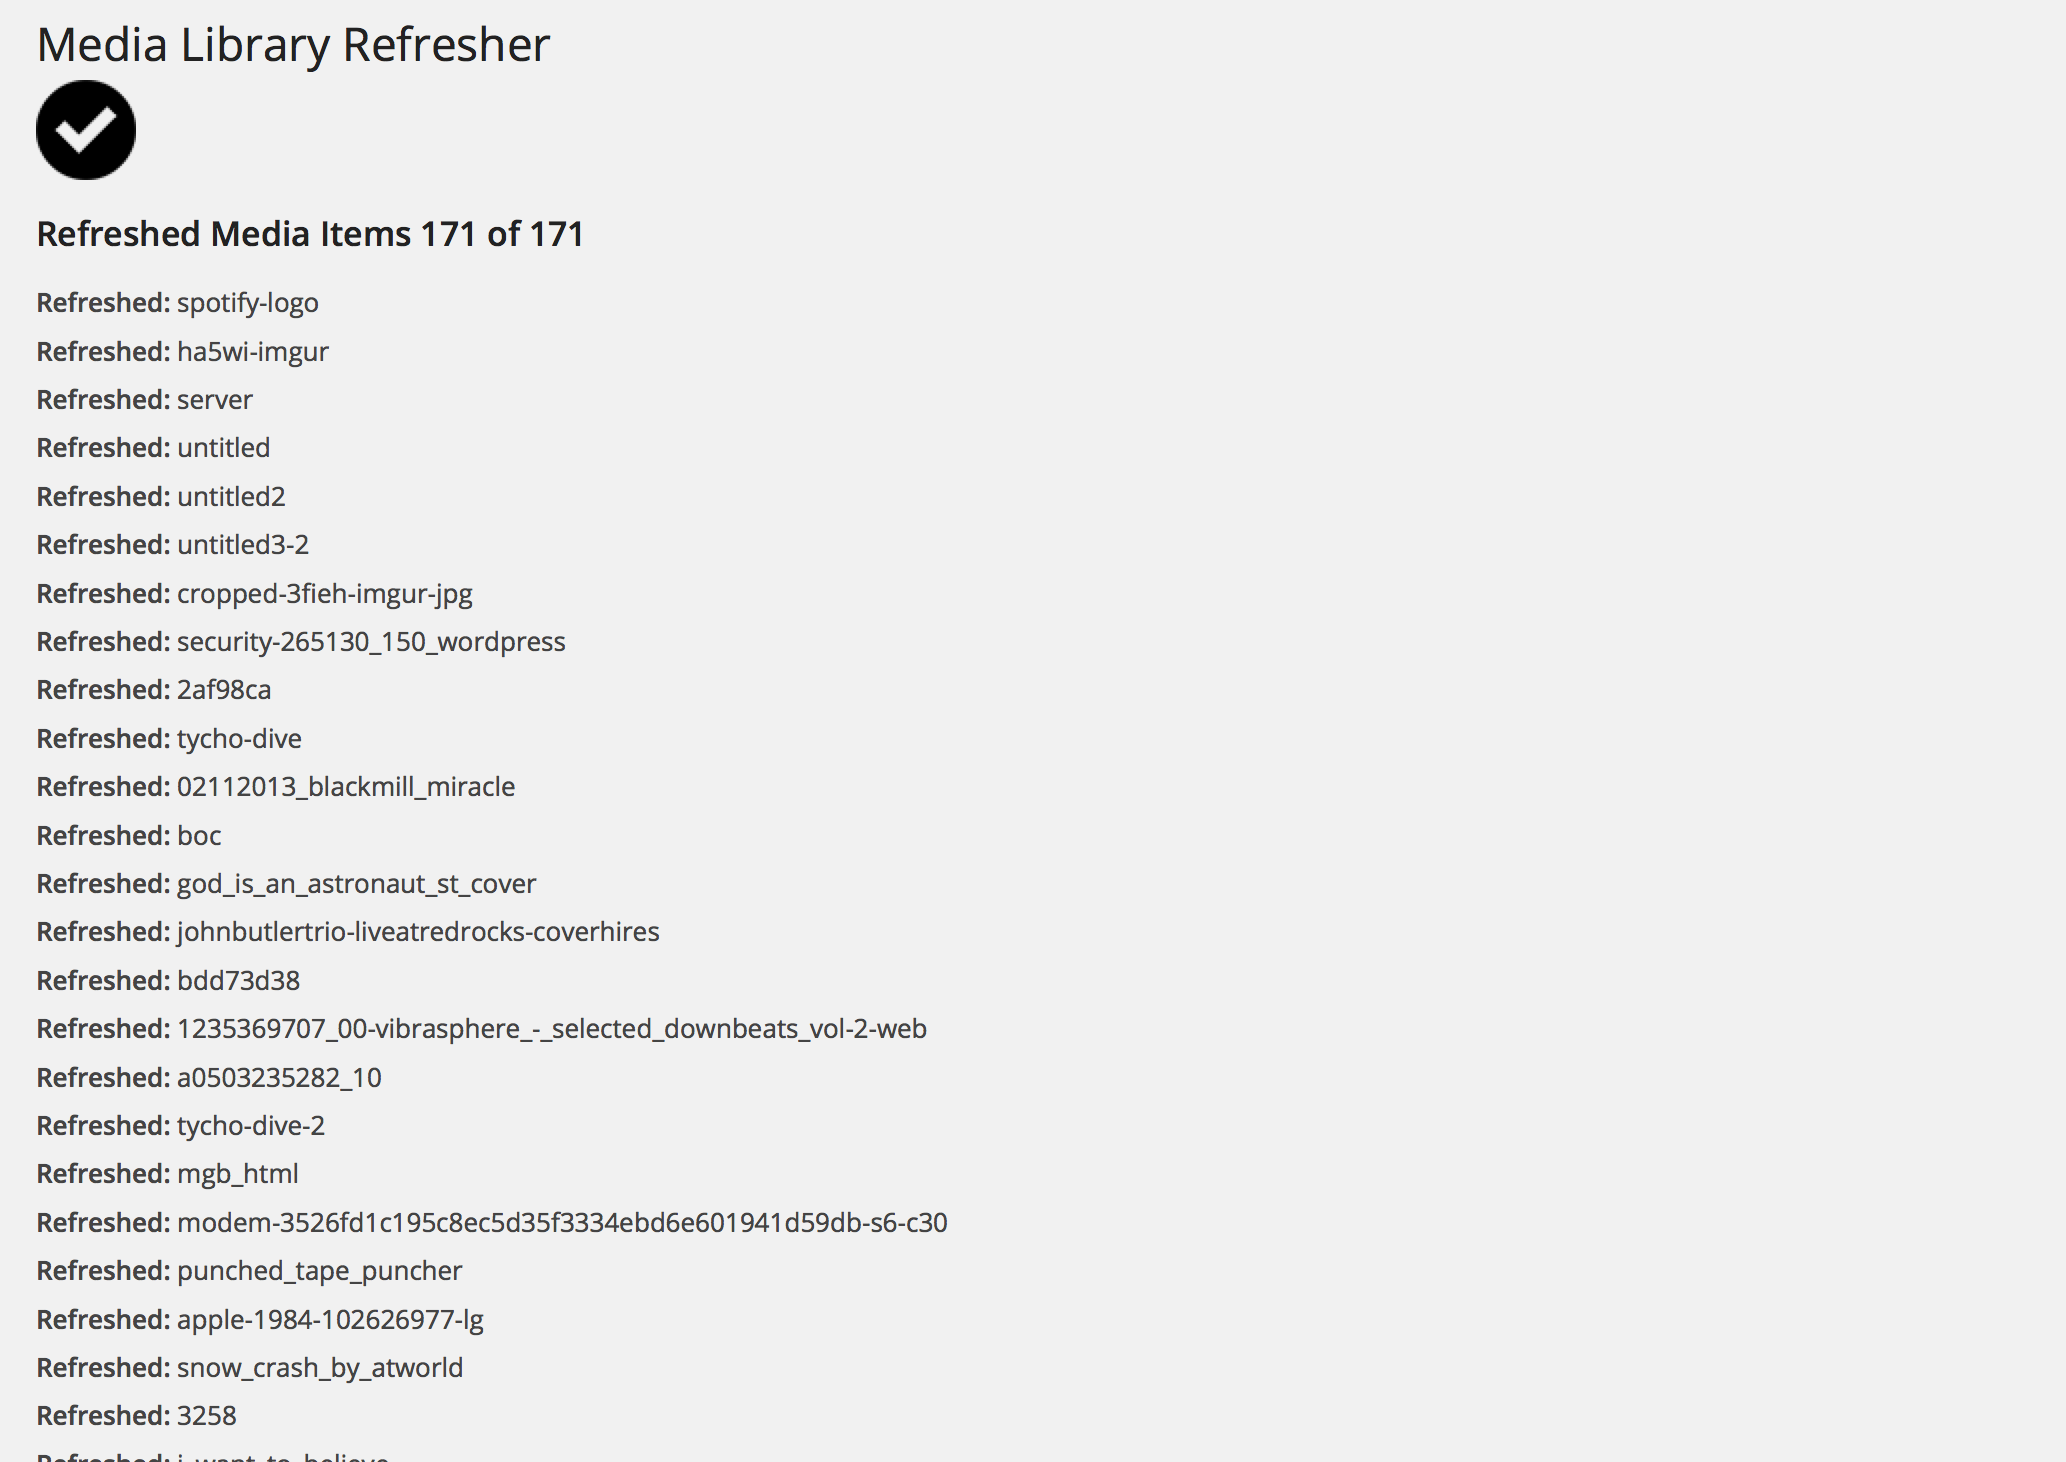 Media Library Refresher
Refreshed Media Items 171 of 171
Refreshed: spotify-logo
Refreshed: ha5wi-imgur
Refreshed: server
Refreshed: untitled
Refreshed: untitled2
Refreshed: untitled3-2
Refreshed: cropped-3fieh-imgur-jpg
Refreshed: security-265130_150_wordpress
Refreshed: 2af98ca
Refreshed: tycho-dive
Refreshed: 02112013_blackmill_miracle
Refreshed: boc
Refreshed: god_is_an_astronaut_st_cover
Refreshed: johnbutlertrio-liveatredrocks-coverhires
Refreshed: bdd73d38
Refreshed: 1235369707_00-vibrasphere_-_selected_downbeats_vol-2-web
Refreshed: a0503235282_10
Refreshed: tycho-dive-2
Refreshed: mgb_html
Refreshed: modem-3526fd1c195c8ec5d35f3334ebd6e601941d59db-s6-c30
Refreshed: punched_tape_puncher
Refreshed: apple-1984-102626977-lg
Refreshed: snow_crash_by_atworld
Refreshed: 3258
Refreshed: i_want_to_believe